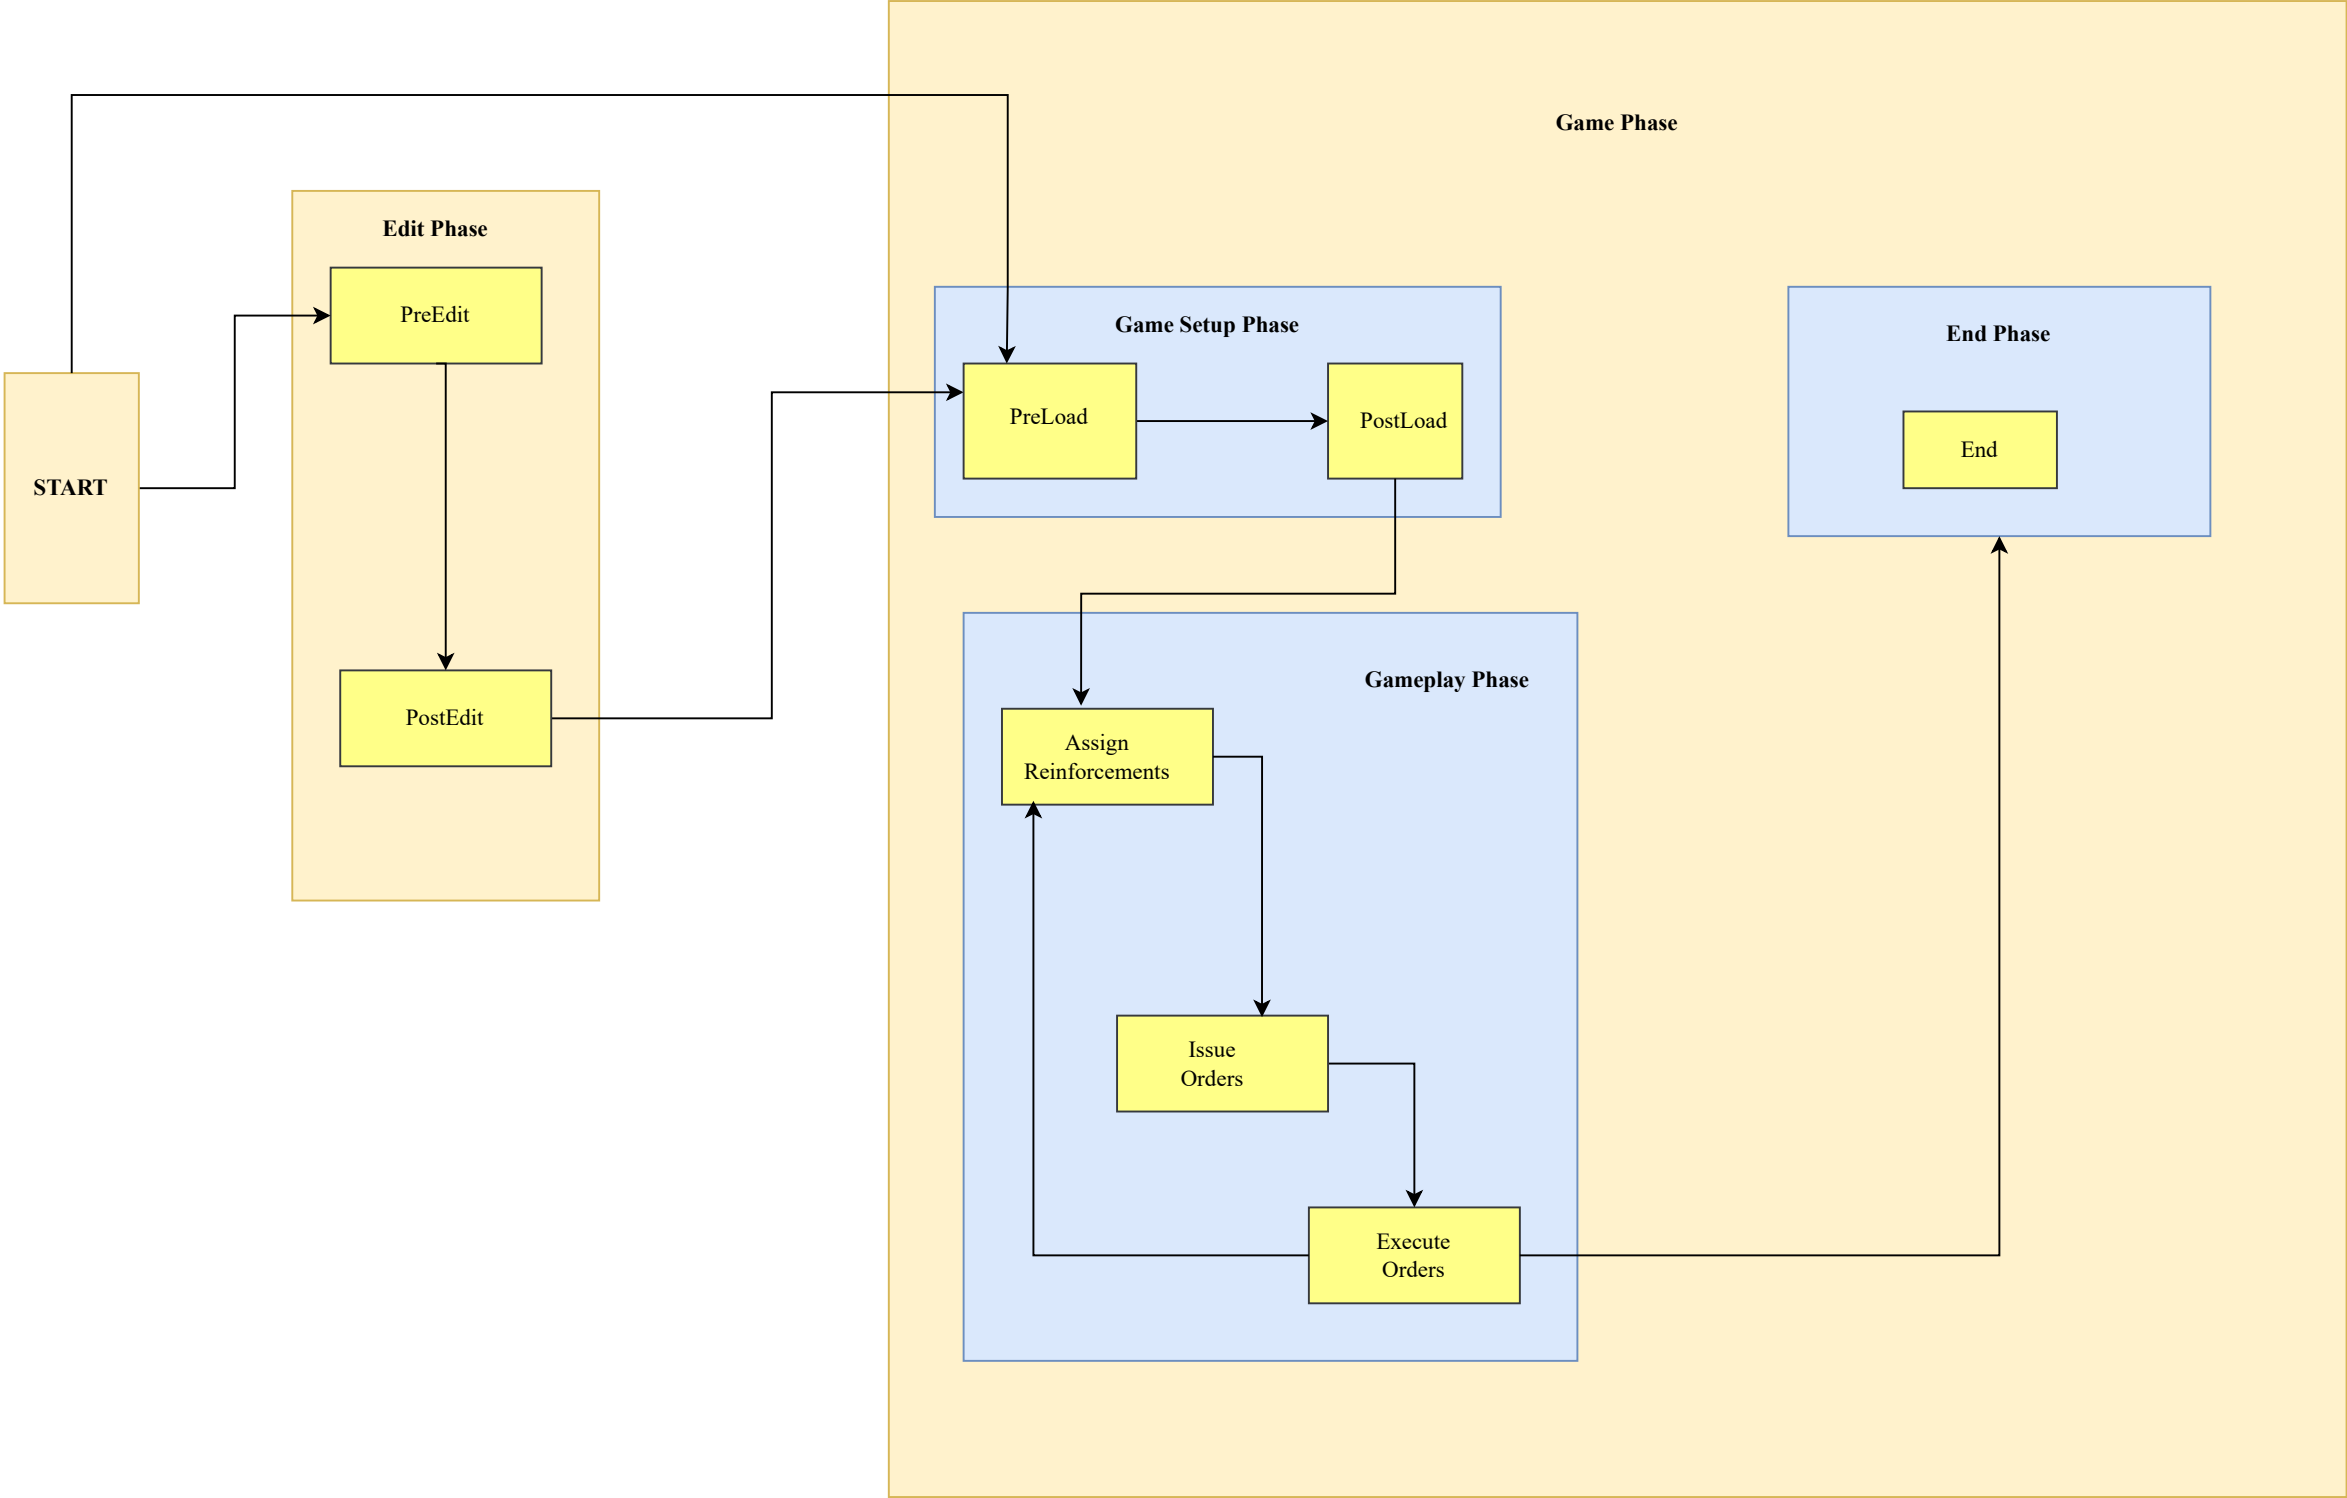 Game Phase
Edit Phase
PreEdit
Game Setup Phase
End Phase
PreLoad
PostLoad
End
START
Gameplay Phase
PostEdit
Assign
Reinforcements
Issue
Orders
Execute
Orders